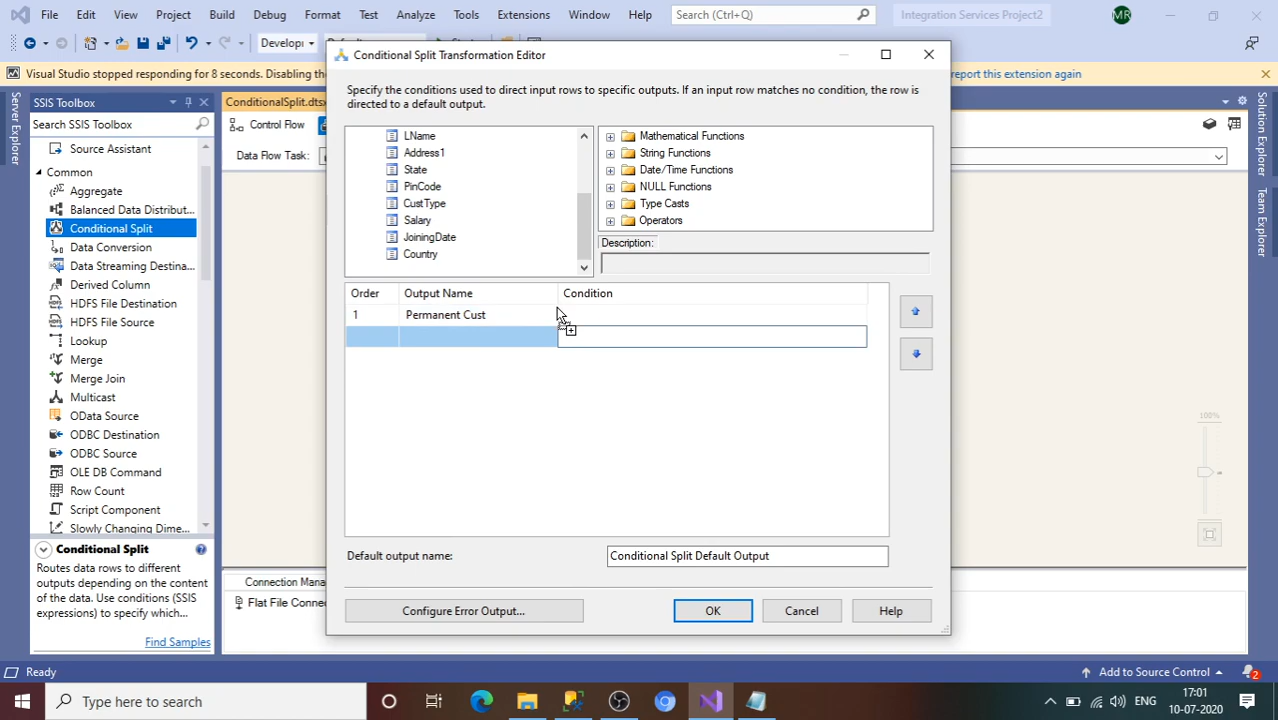 File Edit View Project Build Debug Format Test Analyze Tools Extensions Window Help Search (Ctrl+Q) Integration Services Project2 MR
Developi
Visual Studio stopped responding for 8 seconds. Disabling the
report this extension again
Server Explorer
SSIS Toolbox
Search SSIS Toolbox
Source Assistant
Common
Aggregate
Balanced Data Distribut...
Conditional Split
Data Conversion
Data Streaming Destina...
Derived Column
HDFS File Destination
HDFS File Source
Lookup
Merge
Merge Join
Multicast
OData Source
ODBC Destination
ODBC Source
OLE DB Command
Row Count
Script Component
Slowly Changing Dime...
Conditional Split
Routes data rows to different
outputs depending on the content
of the data. Use conditions (SSIS
expressions) to specify which...
Find Samples
ConditionalSplit.dtsx
Control Flow
Data Flow Task:
Connection Mana
Flat File Connec
Conditional Split Transformation Editor
Specify the conditions used to direct input rows to specific outputs. If an input row matches no condition, the row is
directed to a default output.
LName
Address1
State
PinCode
CustType
Salary
JoiningDate
Country
Mathematical Functions
String Functions
Date/Time Functions
NULL Functions
Type Casts
Operators
Description:
Order Output Name Condition
1 Permanent Cust
Default output name: Conditional Split Default Output
Configure Error Output... OK Cancel Help
100%
Solution Explorer
Team Explorer
Ready
Add to Source Control
2
Type here to search
ENG
17:01
10-07-2020